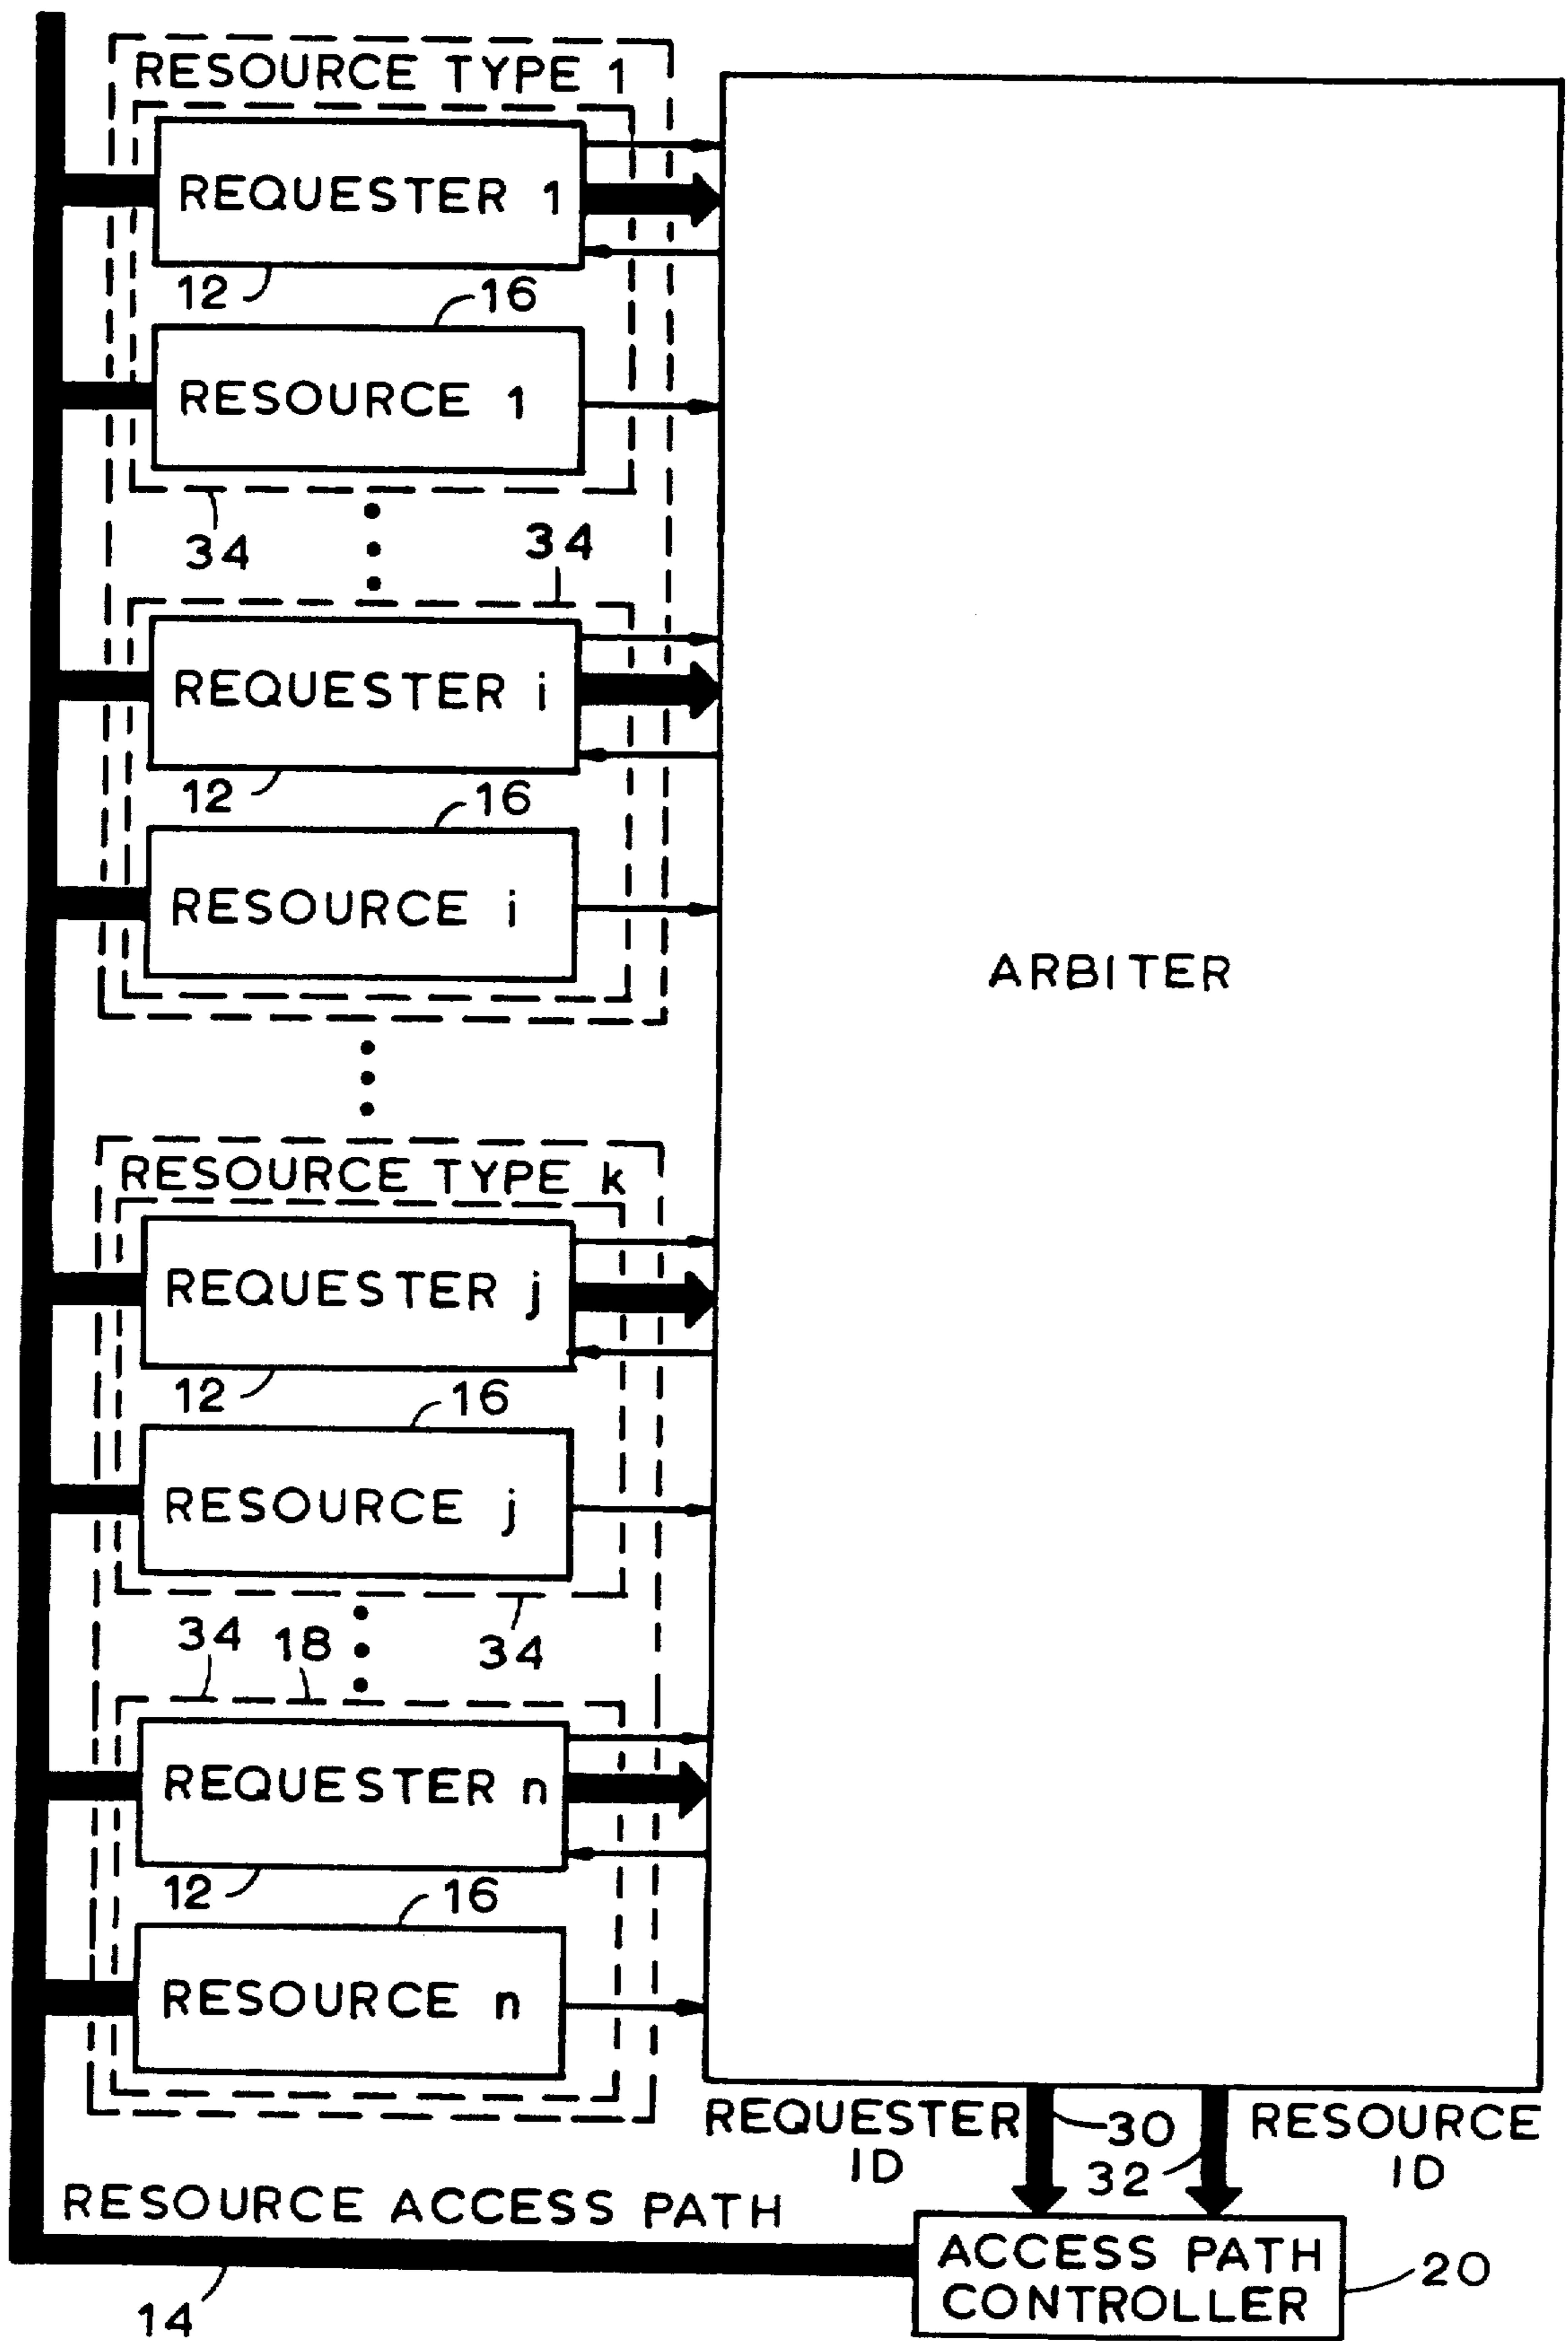 RESOURCE TYPE 1
REQUESTER 1
12
16
RESOURCE 1
34
34
REQUESTER i
12
16
RESOURCE i
ARBITER
RESOURCE TYPE k
REQUESTER j
12
16
RESOURCE j
34 18
34
REQUESTER n
12
16
RESOURCE n
REQUESTER
ID
30
32
RESOURCE
ID
RESOURCE ACCESS PATH
ACCESS PATH
CONTROLLER
20
14